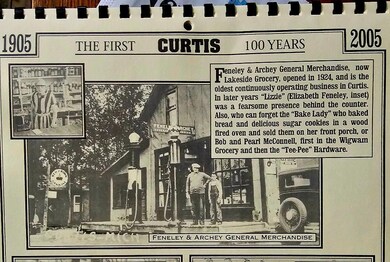 1905 THE FIRST CURTIS 100 YEARS 2005
Feneley & Archey General Merchandise, now
Lakeside Grocery, opened in 1924, and is the
oldest continuously operating business in Curtis.
In later years "Lizzie" (Elizabeth Feneley, inset)
was a fearsome presence behind the counter.
Also, who can forget the "Bake Lady" who baked
bread and delicious sugar cookies in a wood
fired oven and sold them on her front porch, or
Bob and Pearl McConnell, first in the Wigwam
Grocery and then the "Tee-Pee" Hardware.
FENELEY & ARCHEY GENERAL MERCHANDISE